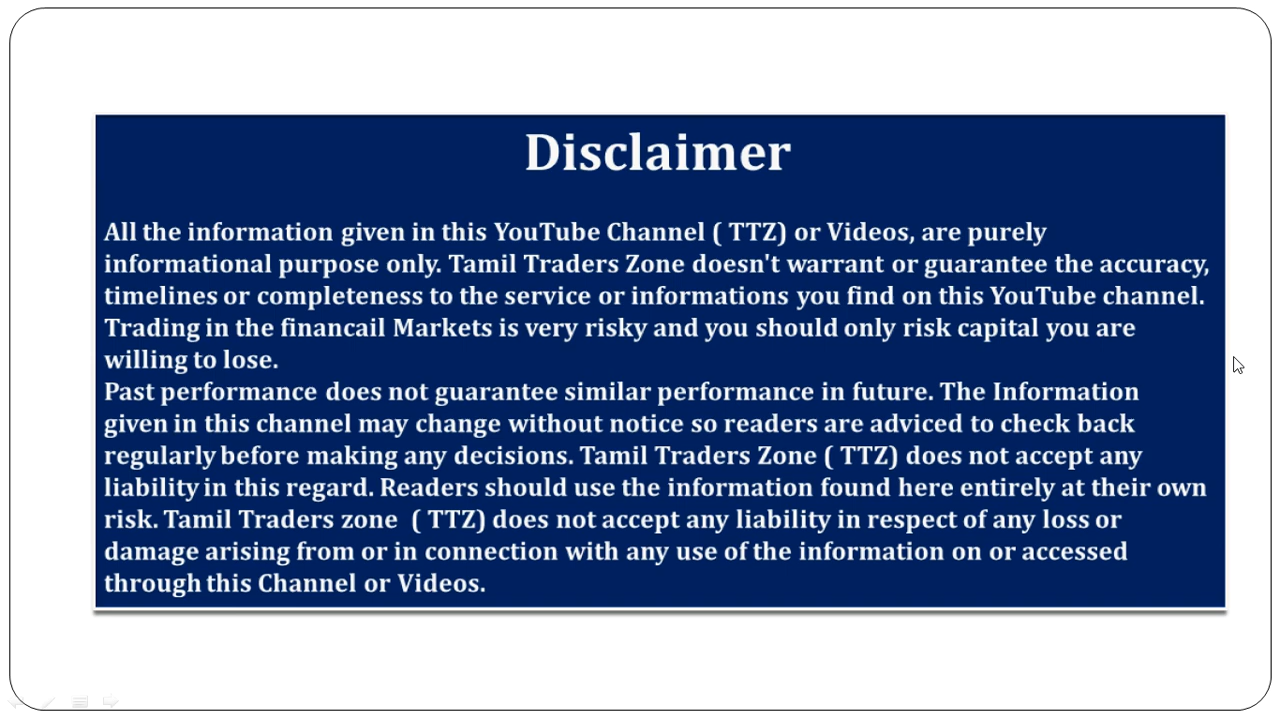 Disclaimer
All the information given in this YouTube Channel ( TTZ) or Videos, are purely
informational purpose only. Tamil Traders Zone doesn't warrant or guarantee the accuracy,
timelines or completeness to the service or informations you find on this YouTube channel.
Trading in the financail Markets is very risky and you should only risk capital you are
willing to lose.
Past performance does not guarantee similar performance in future. The Information
given in this channel may change without notice so readers are adviced to check back
regularly before making any decisions. Tamil Traders Zone ( TTZ) does not accept any
liability in this regard. Readers should use the information found here entirely at their own
risk. Tamil Traders zone  ( TTZ) does not accept any liability in respect of any loss or
damage arising from or in connection with any use of the information on or accessed
through this Channel or Videos.